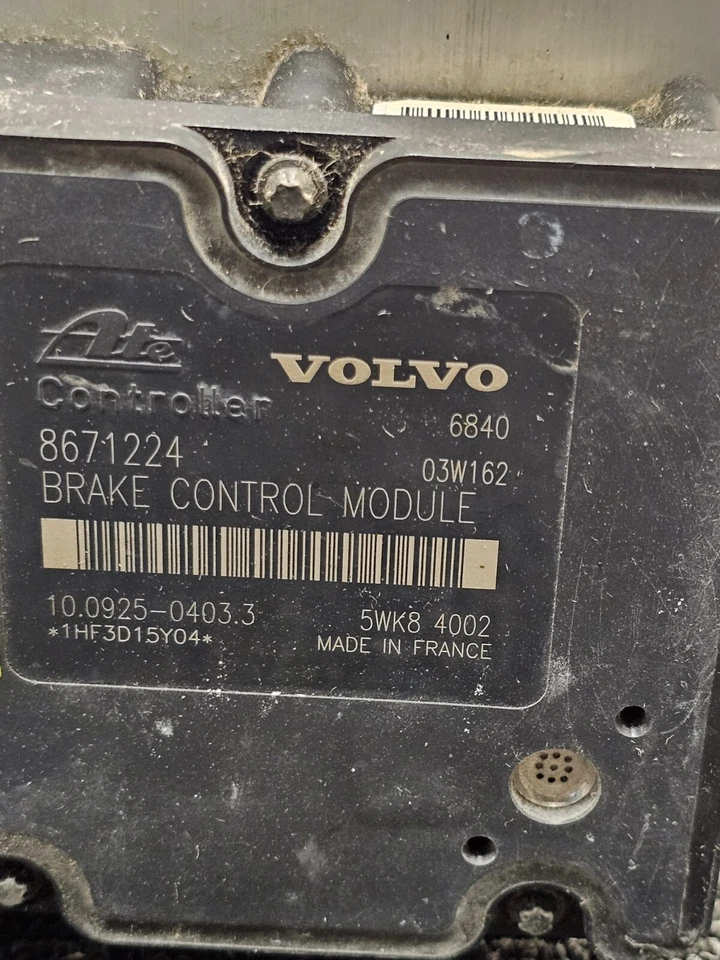 Ate
VOLVO
Controller
6840
8671224
03W162
BRAKE CONTROL MODULE
10.0925-0403.3
5WK8 4002
*1HF3D15Y04*
MADE IN FRANCE